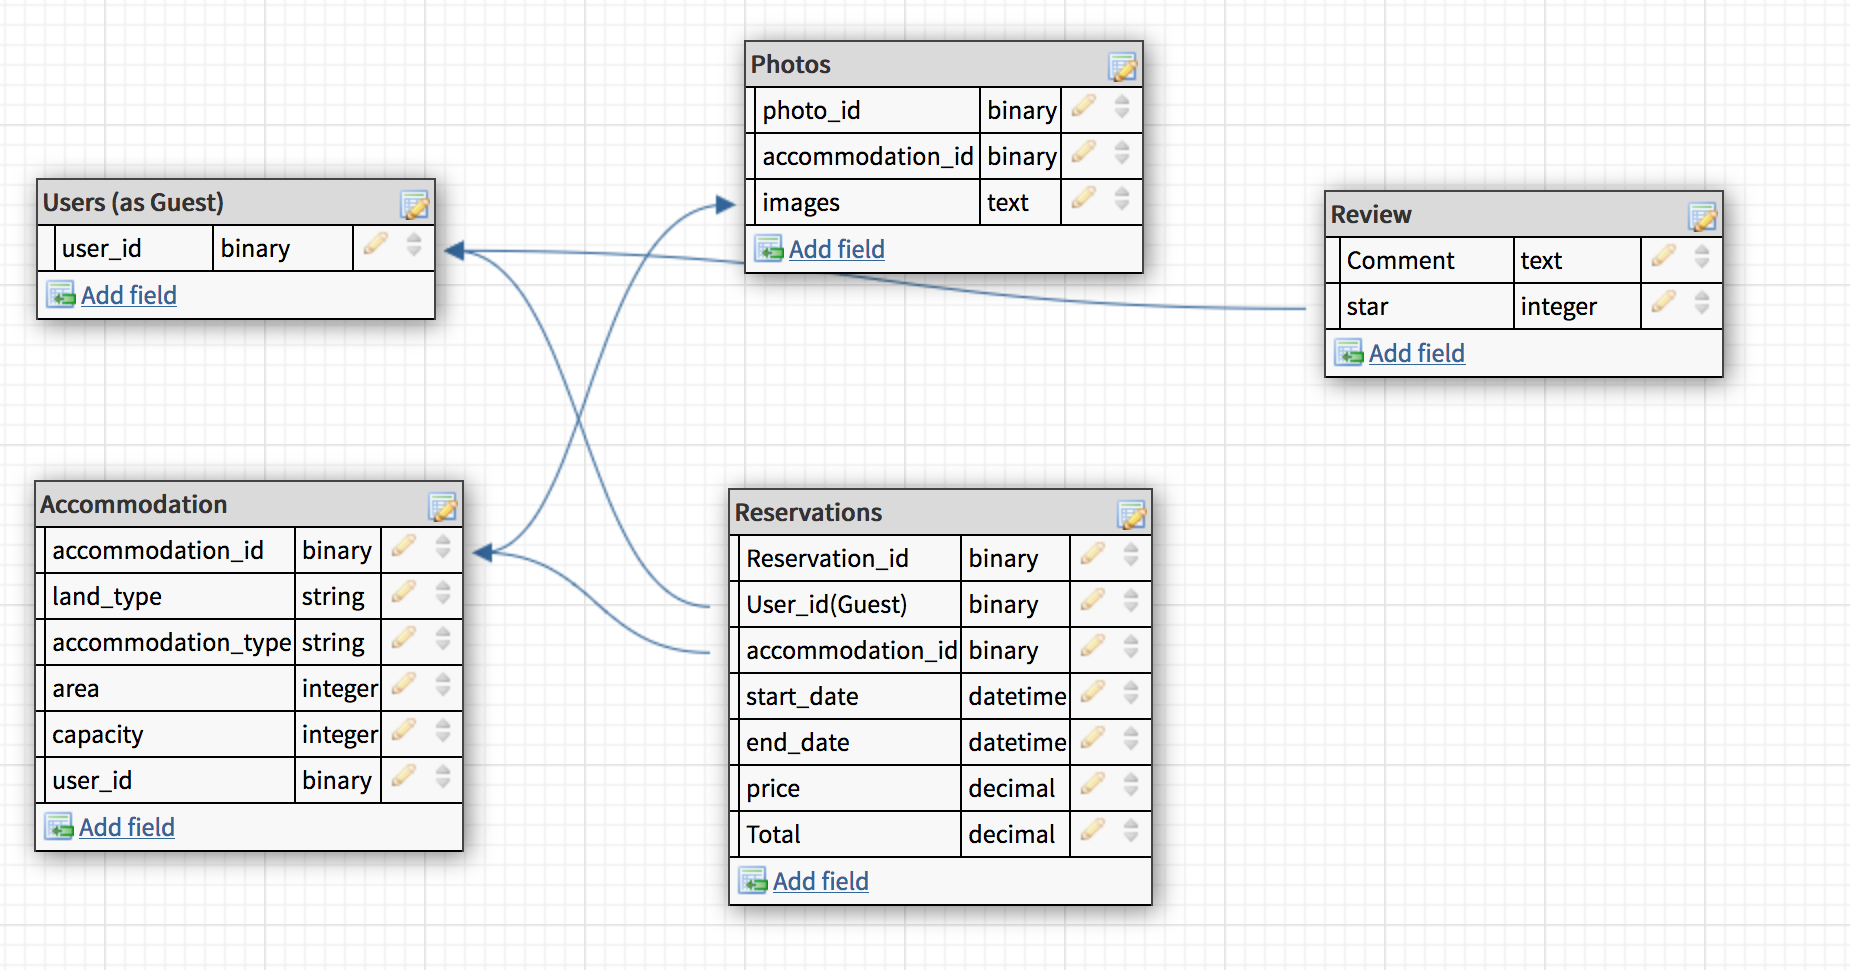 Photos
photo_id binary
accommodation_id binary
images text
Add field
Users (as Guest)
user_id binary
Add field
Review
Comment text
star integer
Add field
Accommodation
accommodation_id binary
land_type string
accommodation_type string
area integer
capacity integer
user_id binary
Add field
Reservations
Reservation_id binary
User_id(Guest) binary
accommodation_id binary
start_date datetime
end_date datetime
price decimal
Total decimal
Add field